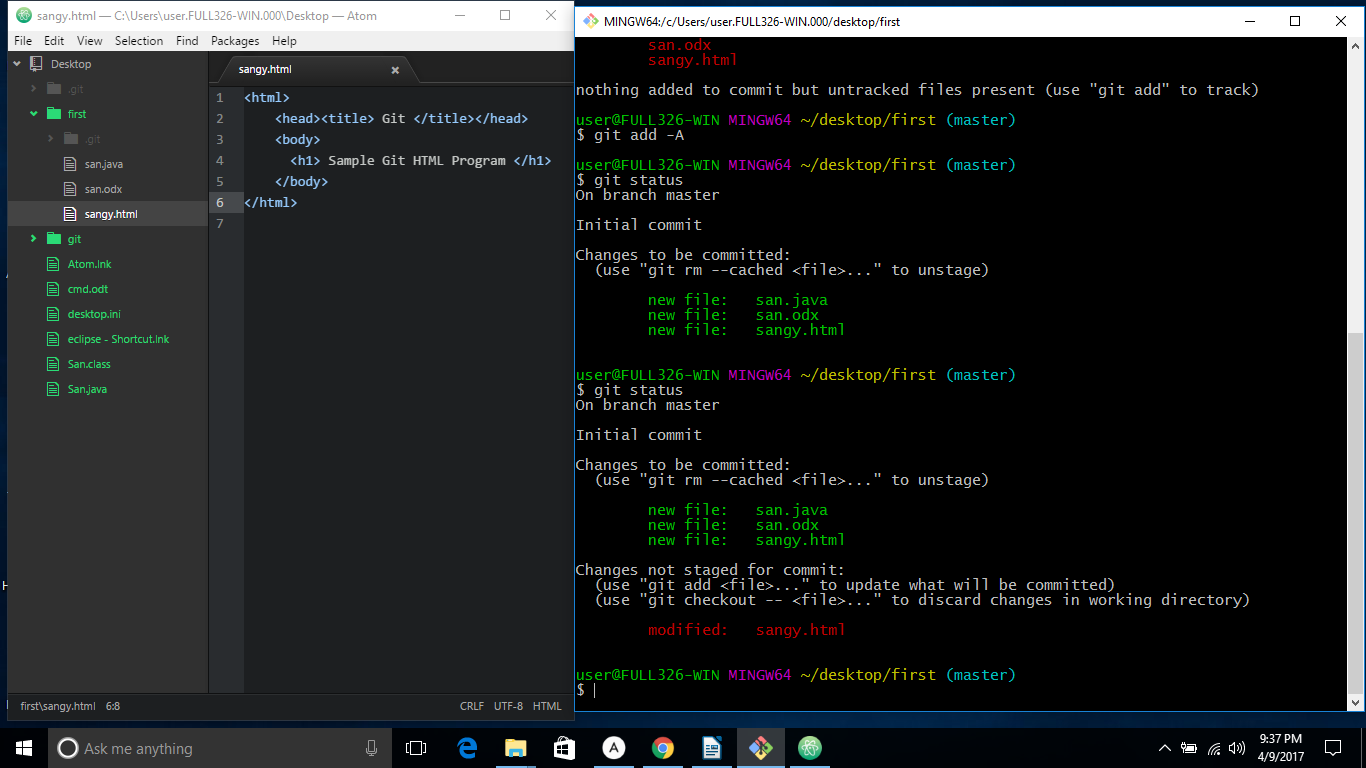 sangy.html — C:\Users\user.FULL326-WIN.000\Desktop — Atom
File Edit View Selection Find Packages Help
Desktop
.git
first
.git
san.java
san.odx
sangy.html
git
Atom.lnk
cmd.odt
desktop.ini
eclipse - Shortcut.lnk
San.class
San.java
sangy.html
1 <html>
2 <head><title> Git </title></head>
3 <body>
4 <h1> Sample Git HTML Program </h1>
5 </body>
6 </html>
7
first\sangy.html 6:8 CRLF UTF-8 HTML
MINGW64:/c/Users/user.FULL326-WIN.000/desktop/first
san.odx
sangy.html
nothing added to commit but untracked files present (use "git add" to track)
user@FULL326-WIN MINGW64 ~/desktop/first (master)
$ git add -A
user@FULL326-WIN MINGW64 ~/desktop/first (master)
$ git status
On branch master
Initial commit
Changes to be committed:
(use "git rm --cached <file>..." to unstage)
new file: san.java
new file: san.odx
new file: sangy.html
user@FULL326-WIN MINGW64 ~/desktop/first (master)
$ git status
On branch master
Initial commit
Changes to be committed:
(use "git rm --cached <file>..." to unstage)
new file: san.java
new file: san.odx
new file: sangy.html
Changes not staged for commit:
(use "git add <file>..." to update what will be committed)
(use "git checkout -- <file>..." to discard changes in working directory)
modified: sangy.html
user@FULL326-WIN MINGW64 ~/desktop/first (master)
$
Ask me anything
9:37 PM
4/9/2017